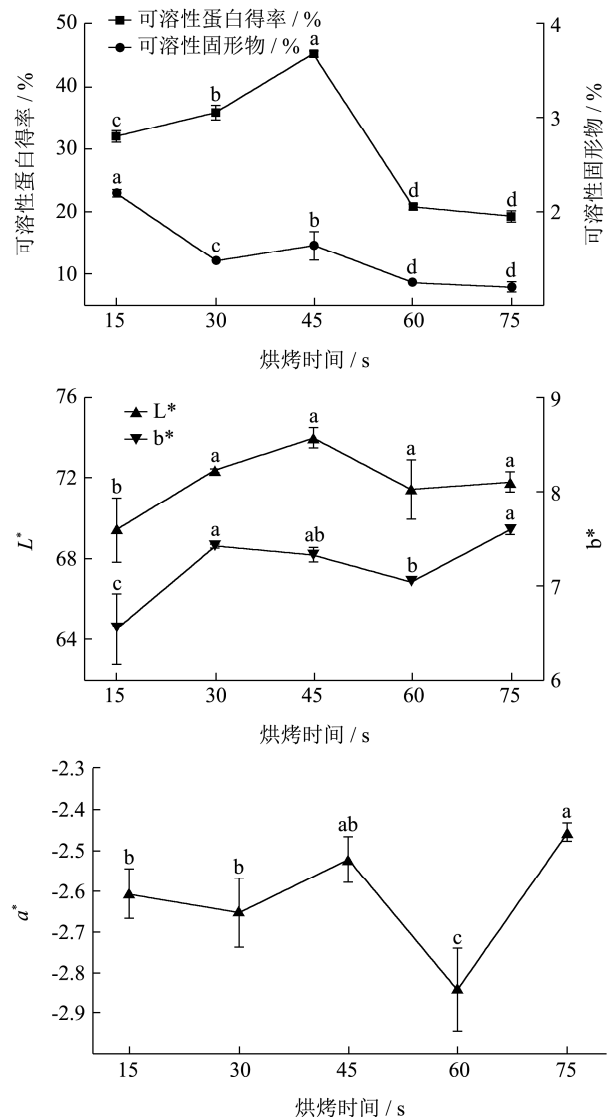 可溶性蛋白得率 / %
可溶性固形物 / %
50
40
30
20
10
4
3
2
c
b
a
d
d
a
c
b
d
d
15
30
45
60
75
可溶性蛋白得率 / %
可溶性固形物 / %
烘烤时间 / s
L*
b*
76
72
68
64
9
8
7
6
b
a
a
a
a
c
a
ab
b
a
15
30
45
60
75
L*
b*
烘烤时间 / s
-2.3
-2.4
-2.5
-2.6
-2.7
-2.8
-2.9
b
b
ab
c
a
15
30
45
60
75
a*
烘烤时间 / s